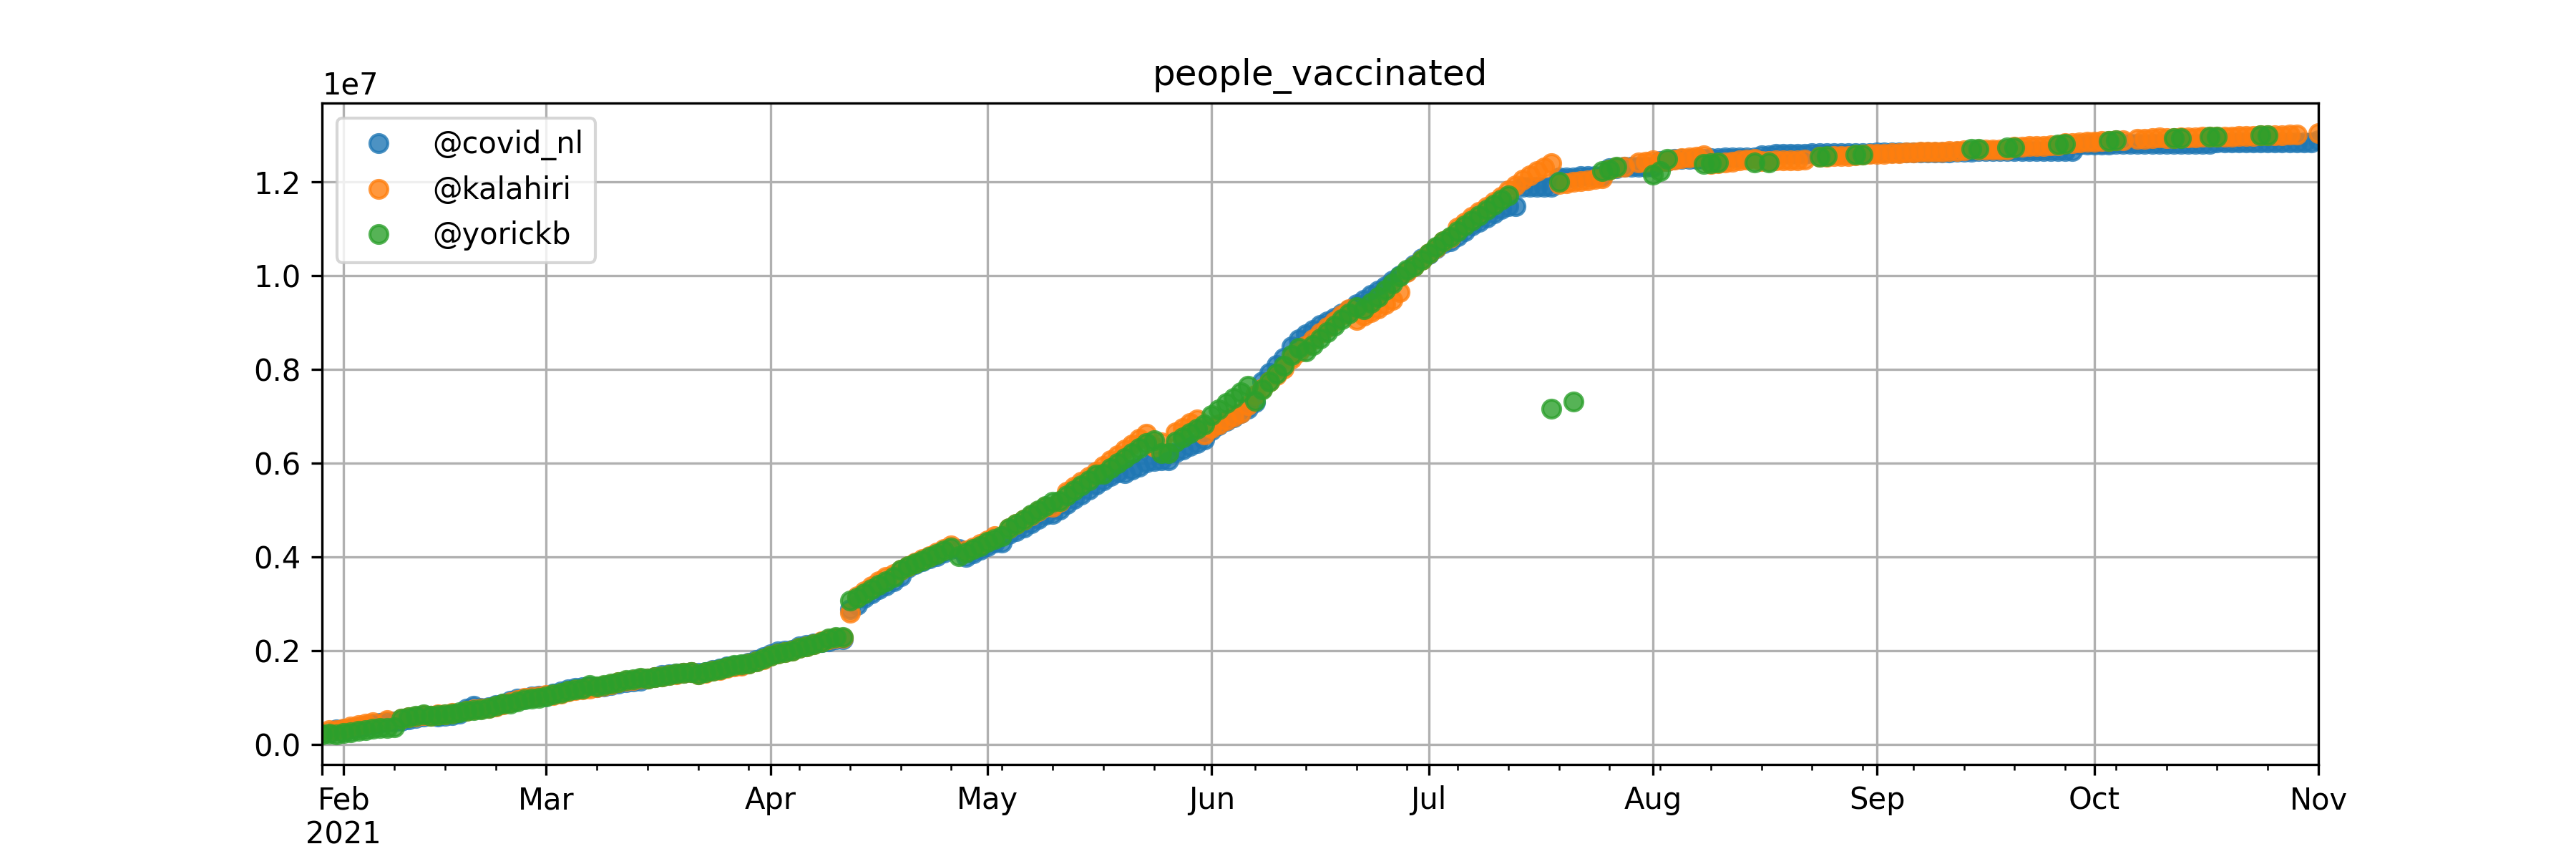 people_vaccinated
1e7
@covid_nl
@kalahiri
@yorickb
1.2
1.0
0.8
0.6
0.4
0.2
0.0
Feb Mar Apr May Jun Jul Aug Sep Oct Nov
2021